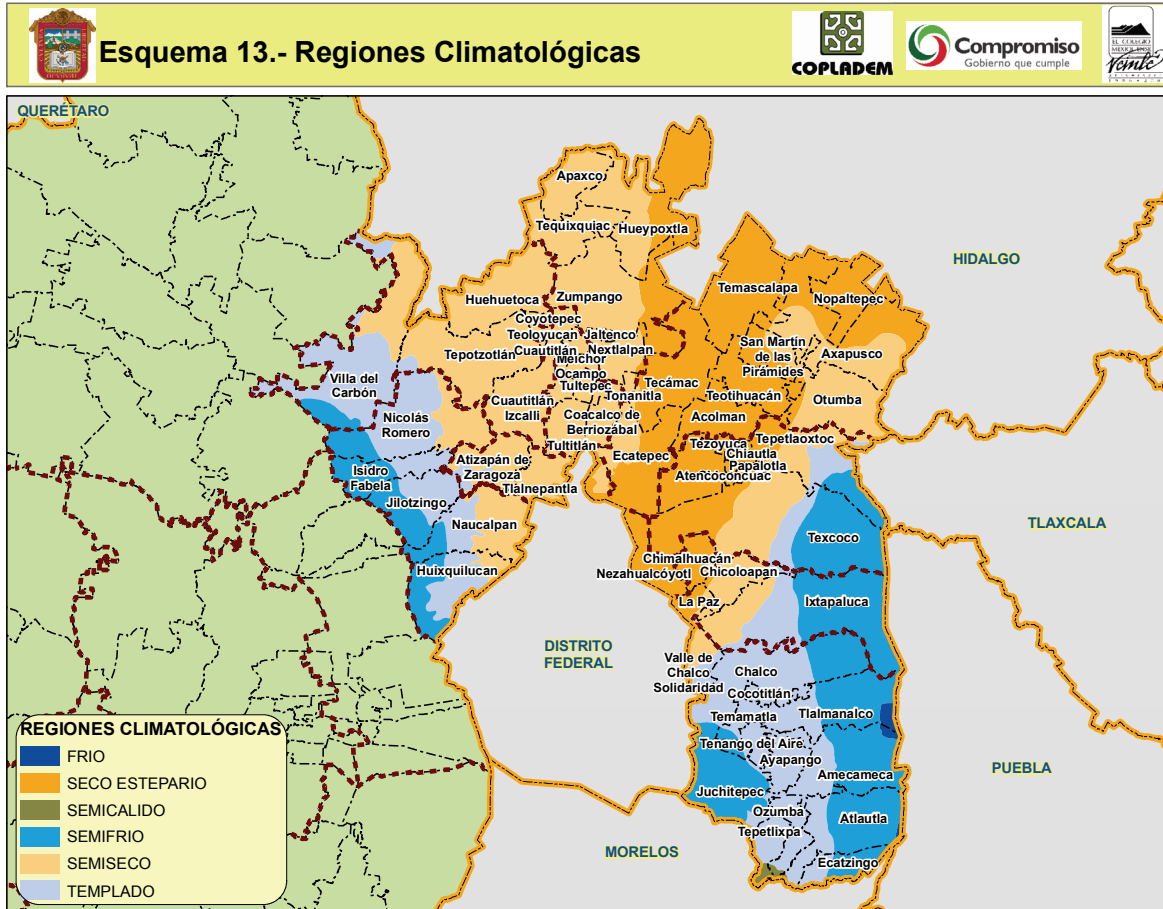 Esquema 13.- Regiones Climatológicas
COPLADEM
Compromiso
Gobierno que cumple
EL COLEGIO
MEXIQUENSE
QUERÉTARO
HIDALGO
TLAXCALA
PUEBLA
MORELOS
DISTRITO
FEDERAL
Apaxco
Tequixquiac
Hueypoxtla
Huehuetoca
Zumpango
Coyotepec
Teoloyucan
Jaltenco
Tepotzotlán
Cuautitlán
Nextlalpan
Melchor
Ocampo
Tultepec
Tonanitla
Tecámac
Villa del
Carbón
Nicolás
Romero
Cuautitlán
Izcalli
Coacalco de
Berriozábal
Tultitlán
Ecatepec
Temascalapa
Nopaltepec
San Martín
de las
Pirámides
Axapusco
Teotihuacán
Otumba
Acolman
Tepetlaoxtoc
Tezoyuca
Chiautla
Papalotla
Atencoconcuac
Isidro
Fabela
Atizapán de
Zaragoza
Tlalnepantla
Jilotzingo
Naucalpan
Huixquilucan
Texcoco
Chimalhuacán
Nezahualcóyotl
Chicoloapan
La Paz
Ixtapaluca
Valle de
Chalco
Solidaridad
Chalco
Cocotitlán
Temamatla
Tlalmanalco
Tenango del Aire
Ayapango
Amecameca
Juchitepec
Ozumba
Atlautla
Tepetlixpa
Ecatzingo
REGIONES CLIMATOLÓGICAS
FRIO
SECO ESTEPARIO
SEMICALIDO
SEMIFRIO
SEMISECO
TEMPLADO